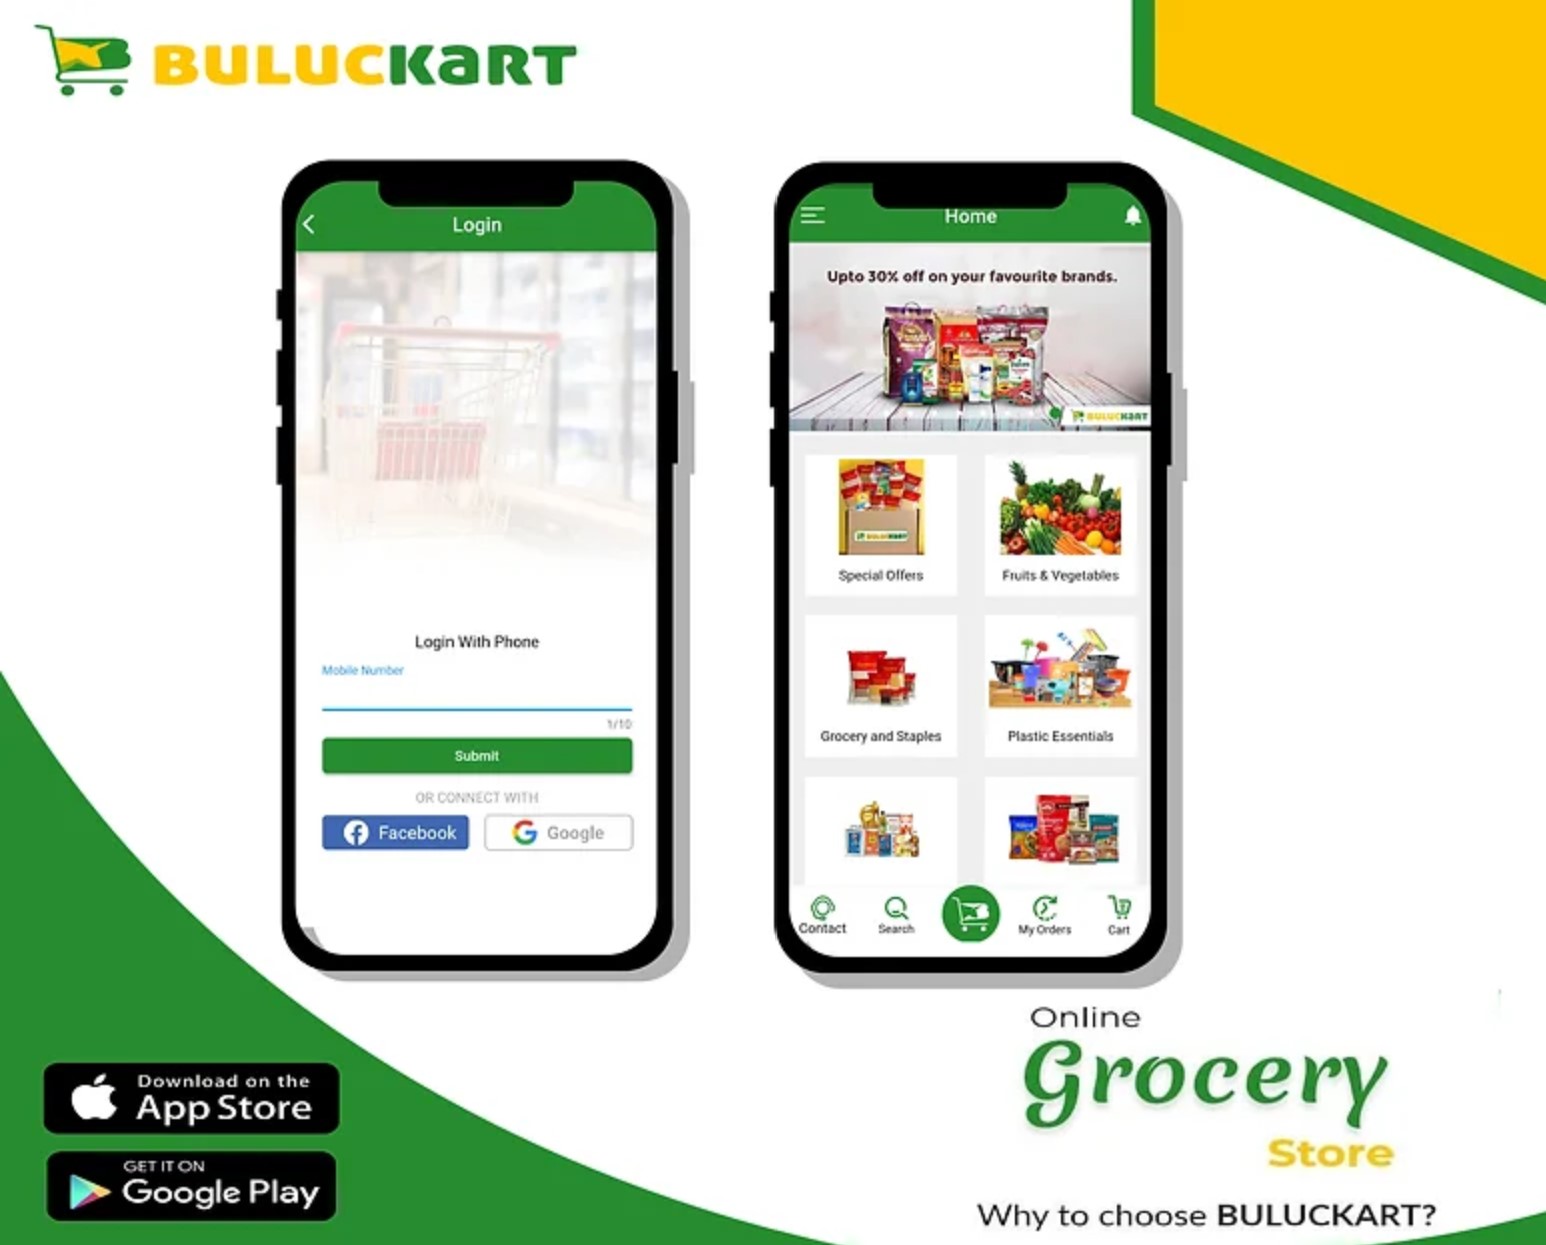 BULUCKART
Login
Login With Phone
Mobile Number
1/10
Submit
OR CONNECT WITH
Facebook
Google
Home
Upto 30% off on your favourite brands.
BULUCKART
BULUCKART
Special Offers
Fruits & Vegetables
Grocery and Staples
Plastic Essentials
Contact
Search
My Orders
Cart
Download on the
App Store
GET IT ON
Google Play
Online
Grocery
Store
Why to choose BULUCKART?